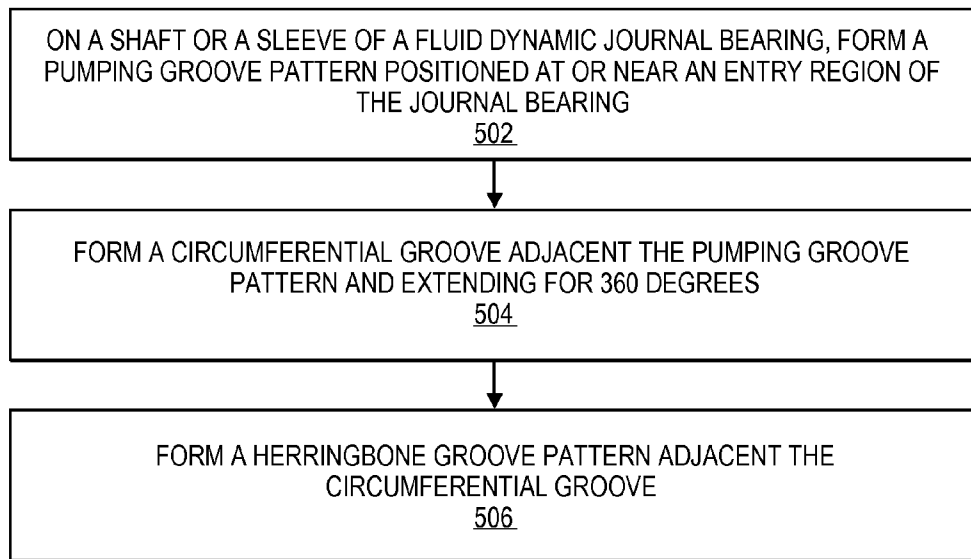 ON A SHAFT OR A SLEEVE OF A FLUID DYNAMIC JOURNAL BEARING, FORM A
PUMPING GROOVE PATTERN POSITIONED AT OR NEAR AN ENTRY REGION OF
THE JOURNAL BEARING
502
FORM A CIRCUMFERENTIAL GROOVE ADJACENT THE PUMPING GROOVE
PATTERN AND EXTENDING FOR 360 DEGREES
504
FORM A HERRINGBONE GROOVE PATTERN ADJACENT THE
CIRCUMFERENTIAL GROOVE
506